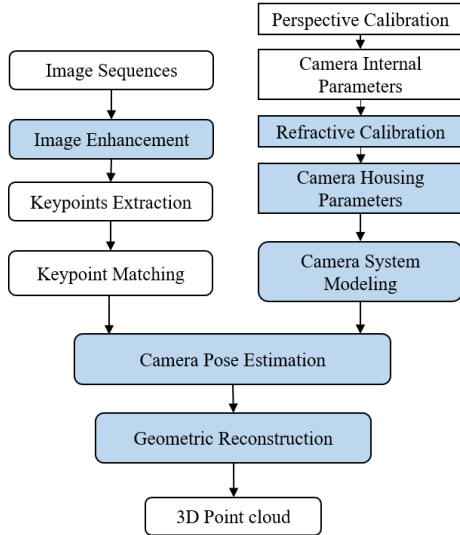 Image Sequences
Image Enhancement
Keypoints Extraction
Keypoint Matching
Perspective Calibration
Camera Internal
Parameters
Refractive Calibration
Camera Housing
Parameters
Camera System
Modeling
Camera Pose Estimation
Geometric Reconstruction
3D Point cloud